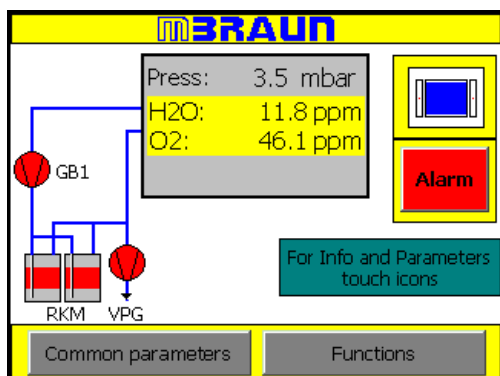 mBRAUN
Press: 3.5 mbar
H2O: 11.8 ppm
O2: 46.1 ppm
GB1
Alarm
For Info and Parameters
touch icons
RKM VPG
Common parameters Functions